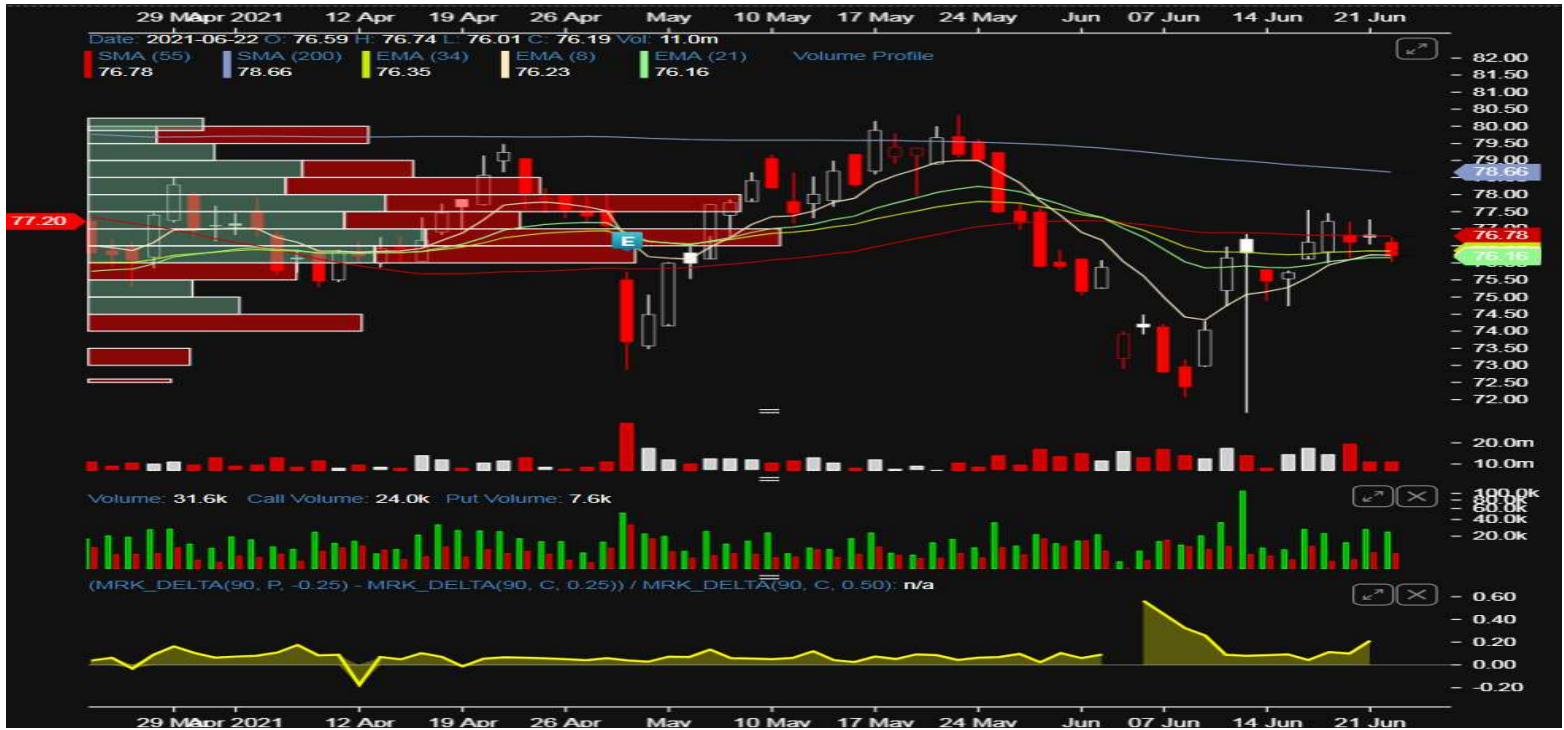 29 Mar Apr 2021 12 Apr 19 Apr 26 Apr May 10 May 17 May 24 May Jun 07 Jun 14 Jun 21 Jun
Date: 2021-06-22 O: 76.59 H: 76.74 L: 76.01 C: 76.19 Vol: 11.0m
SMA (55) SMA (200) EMA (34) EMA (8) EMA (21) Volume Profile
76.78 78.66 76.35 76.23 76.16
82.00
81.50
81.00
80.50
80.00
79.50
79.00
78.66
78.00
77.50
77.20
76.78
76.16
75.50
75.00
74.50
74.00
73.50
73.00
72.50
72.00
E
20.0m
10.0m
Volume: 31.6k Call Volume: 24.0k Put Volume: 7.6k
100.0k
80.0k
60.0k
40.0k
20.0k
(MRK_DELTA(90, P, -0.25) - MRK_DELTA(90, C, 0.25)) / MRK_DELTA(90, C, 0.50): n/a
0.60
0.40
0.20
0.00
-0.20
29 Mar Apr 2021 12 Apr 19 Apr 26 Apr May 10 May 17 May 24 May Jun 07 Jun 14 Jun 21 Jun